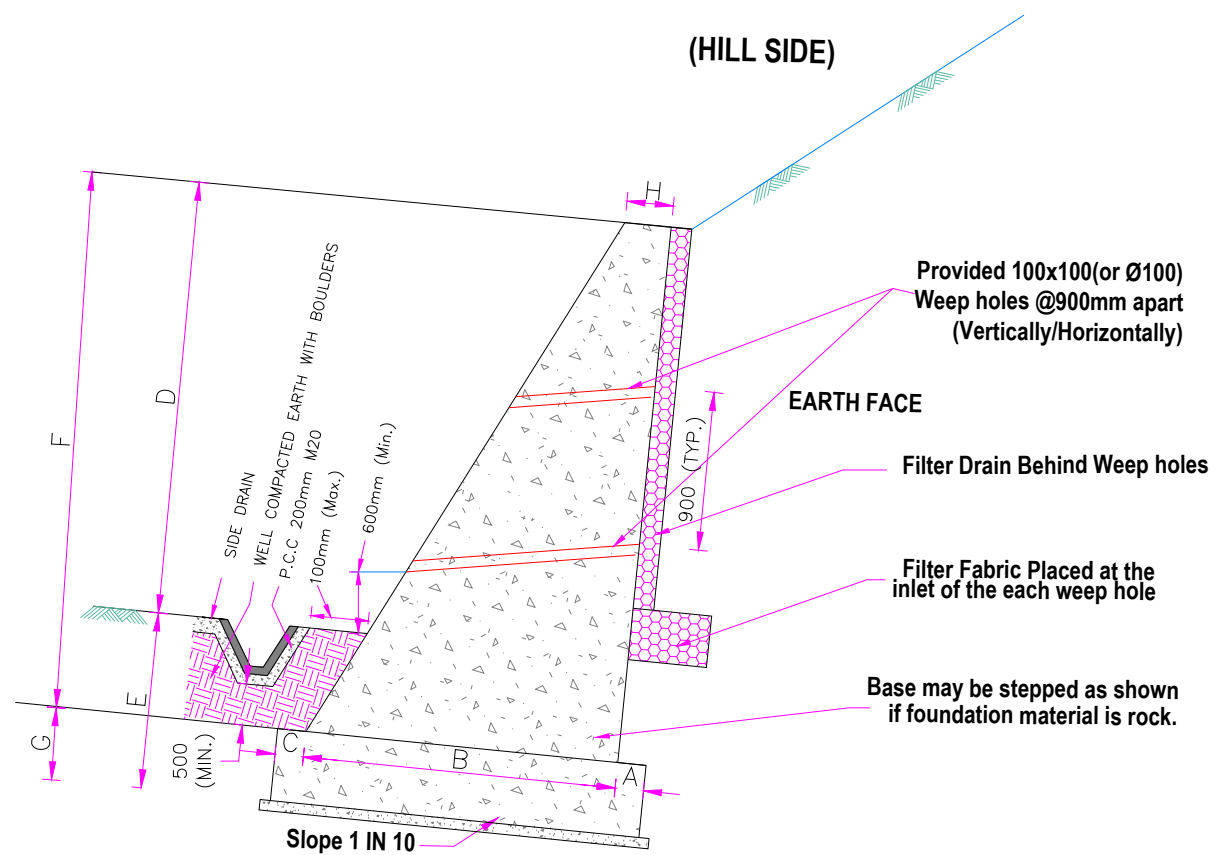 (HILL SIDE)
H
Provided 100x100(or Ø100)
Weep holes @900mm apart
(Vertically/Horizontally)
EARTH FACE
900 (TYP.)
Filter Drain Behind Weep holes
Filter Fabric Placed at the
inlet of the each weep hole
Base may be stepped as shown
if foundation material is rock.
F
D
SIDE DRAIN
WELL COMPACTED EARTH WITH BOULDERS
P.C.C 200mm M20
100mm (Max.)
600mm (Min.)
E
G
500
(MIN.)
C
B
A
Slope 1 IN 10